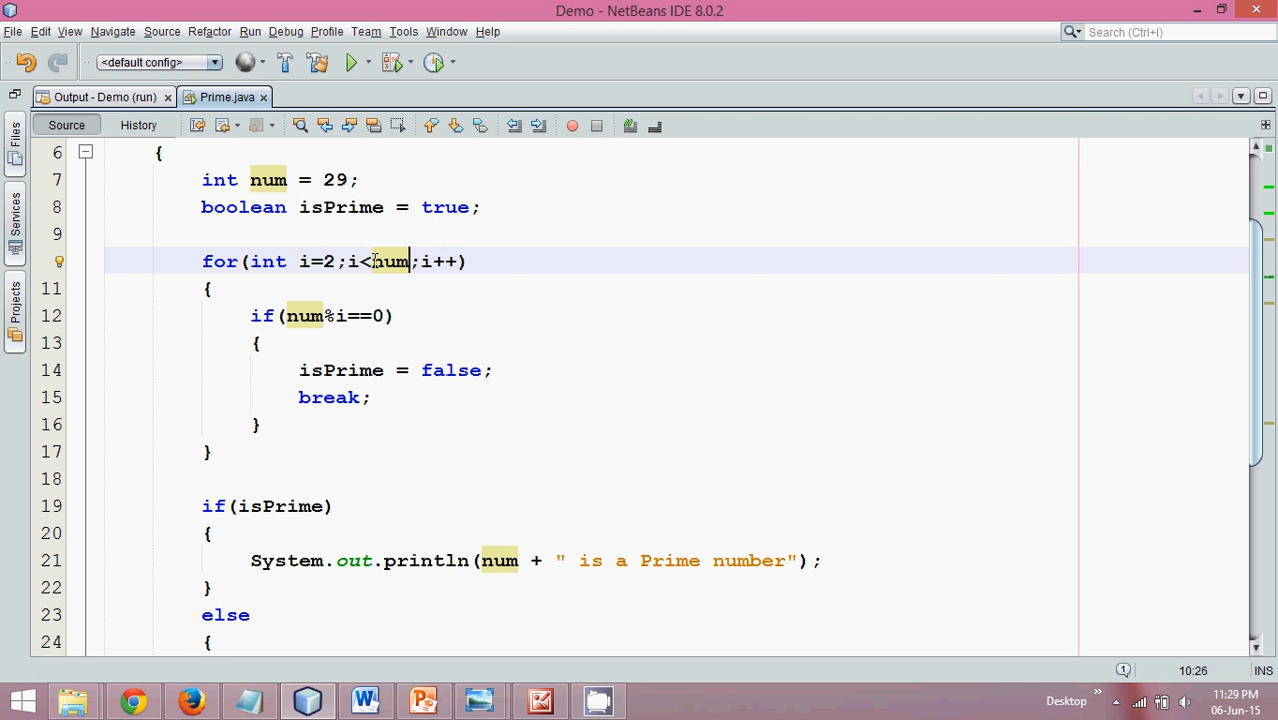 Demo - NetBeans IDE 8.0.2
File Edit View Navigate Source Refactor Run Debug Profile Team Tools Window Help
Search (Ctrl+I)
<default config>
Output - Demo (run) Prime.java
Source History
Files
Services
Projects
6 {
7 int num = 29;
8 boolean isPrime = true;
9
for(int i=2;i<num;i++)
11 {
12 if(num%i==0)
13 {
14 isPrime = false;
15 break;
16 }
17 }
18
19 if(isPrime)
20 {
21 System.out.println(num + " is a Prime number");
22 }
23 else
24 {
1 10:26 INS
Desktop 11:29 PM
06-Jun-15